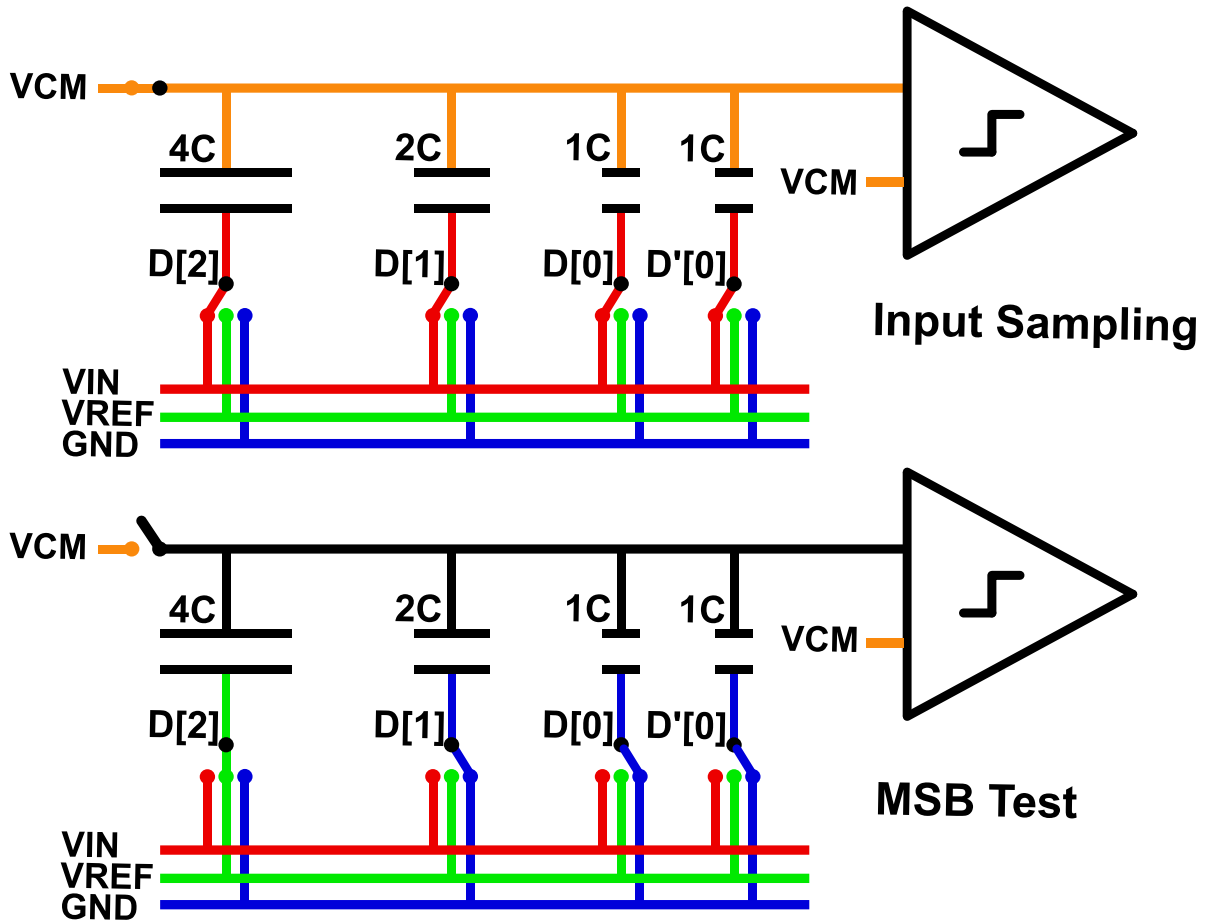 VCM
4C 2C 1C 1C
VCM
D[2] D[1] D[0] D'[0]
Input Sampling
VIN
VREF
GND
VCM
4C 2C 1C 1C
VCM
D[2] D[1] D[0] D'[0]
MSB Test
VIN
VREF
GND